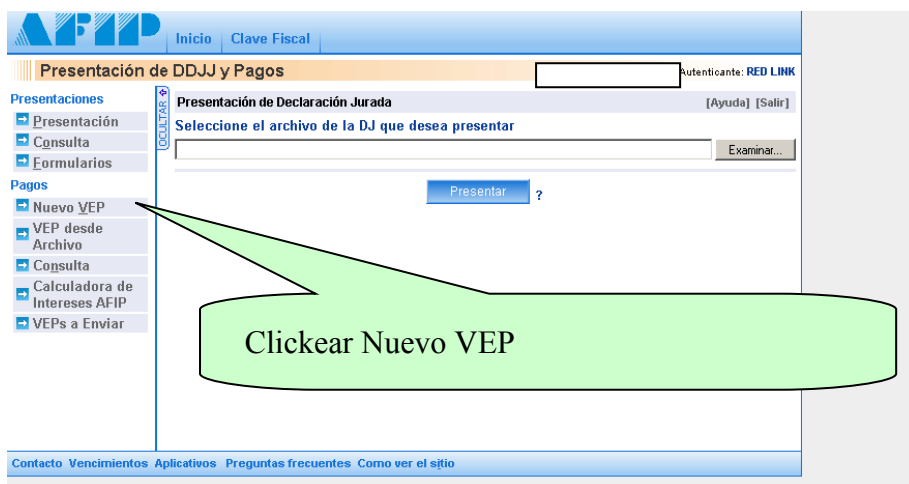 AFIP
Inicio Clave Fiscal
Presentación de DDJJ y Pagos
Autenticante: RED LINK
Presentaciones
Presentación
Consulta
Formularios
Pagos
Nuevo VEP
VEP desde
Archivo
Consulta
Calculadora de
Intereses AFIP
VEPs a Enviar
OCULTAR
Presentación de Declaración Jurada
[Ayuda] [Salir]
Seleccione el archivo de la DJ que desea presentar
Examinar...
Presentar ?
Clickear Nuevo VEP
Contacto Vencimientos Aplicativos Preguntas frecuentes Como ver el sitio